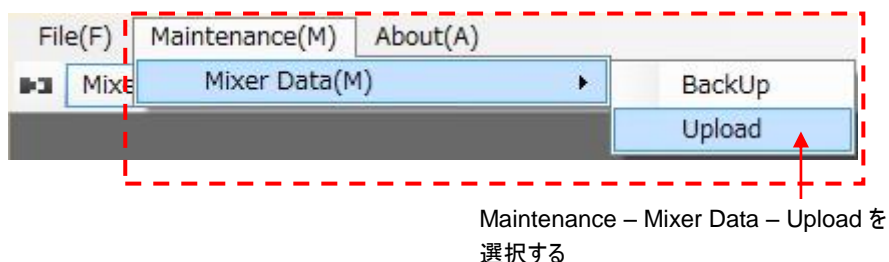 File(F) Maintenance(M) About(A)
Mixe Mixer Data(M) BackUp
Upload
Maintenance – Mixer Data – Upload を
選択する